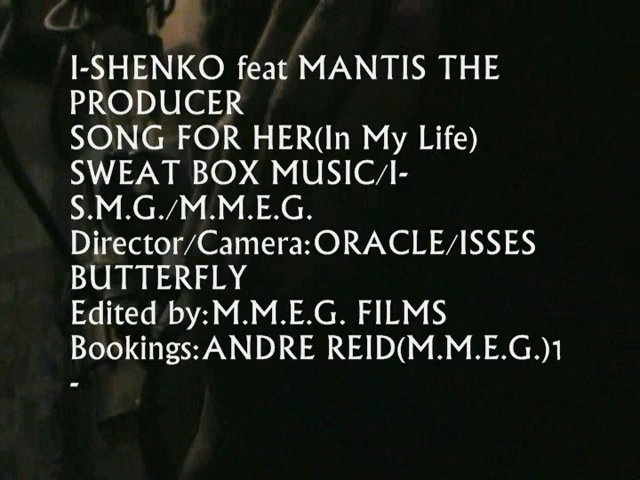 I-SHENKO feat MANTIS THE
PRODUCER
SONG FOR HER(In My Life)
SWEAT BOX MUSIC/I-
S.M.G./M.M.E.G.
Director/Camera:ORACLE/ISSES
BUTTERFLY
Edited by:M.M.E.G. FILMS
Bookings:ANDRE REID(M.M.E.G.)1
-